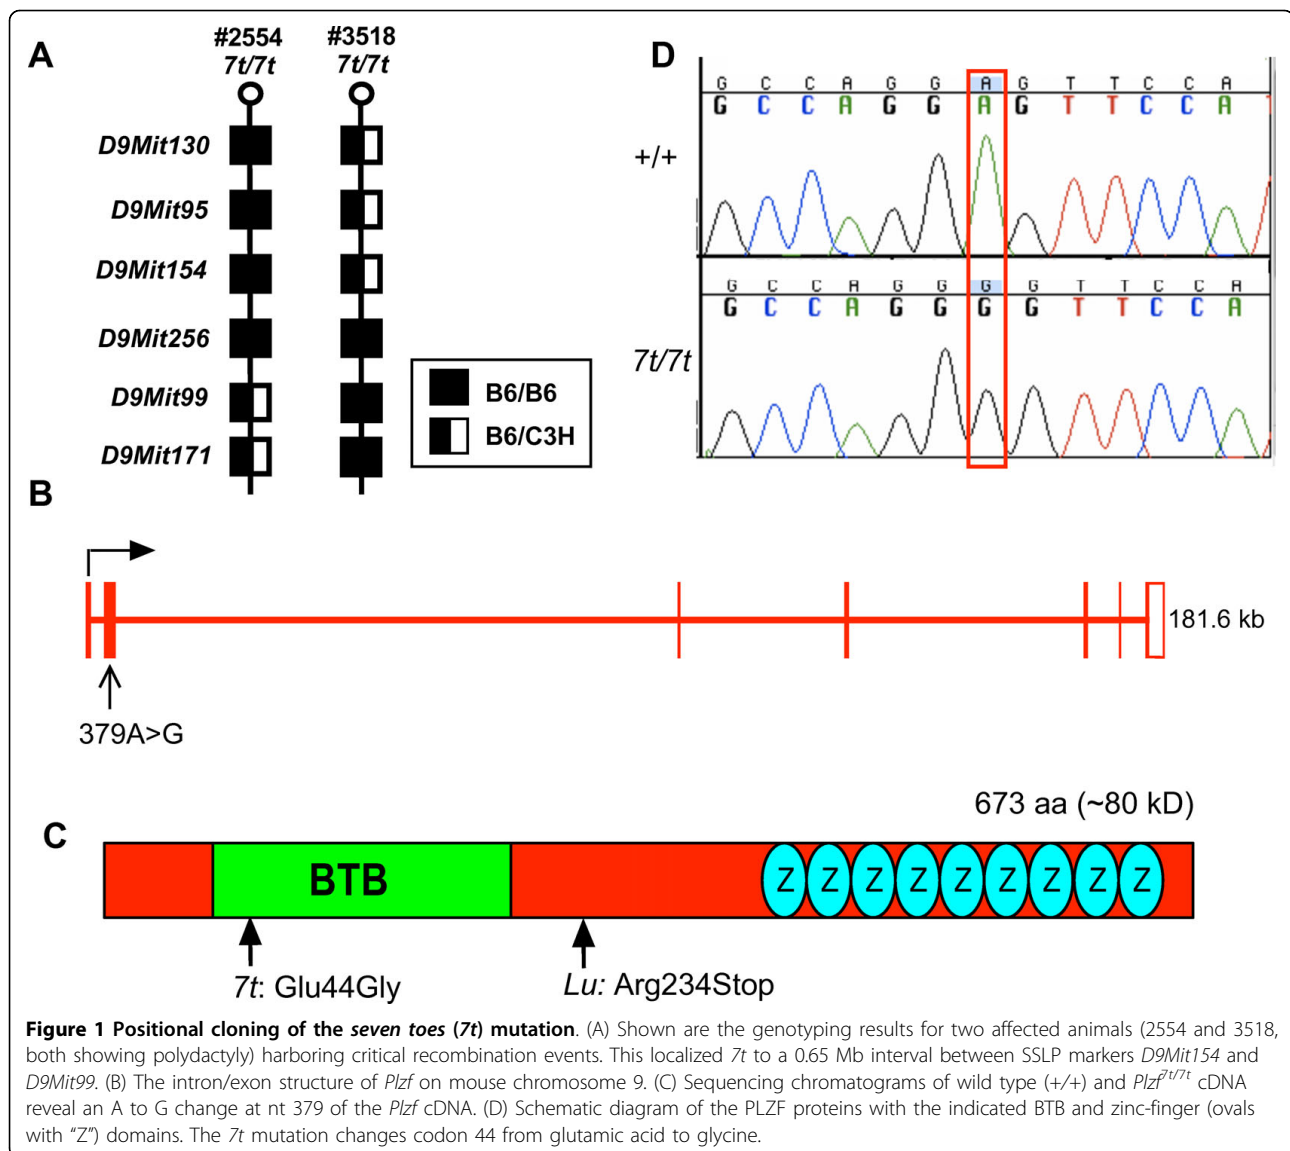 A
#2554
7t/7t
#3518
7t/7t
D9Mit130
D9Mit95
D9Mit154
D9Mit256
D9Mit99
D9Mit171
B6/B6
B6/C3H
D
G C C A G G A G T T C C A
G C C A G G A G T T C C A T
+/+
G C C A G G G G T T C C A
G C C A G G G G T T C C A
7t/7t
B
181.6 kb
379A>G
673 aa (~80 kD)
C
BTB
Z Z Z Z Z Z Z Z Z
7t: Glu44Gly
Lu: Arg234Stop
Figure 1 Positional cloning of the seven toes (7t) mutation. (A) Shown are the genotyping results for two affected animals (2554 and 3518,
both showing polydactyly) harboring critical recombination events. This localized 7t to a 0.65 Mb interval between SSLP markers D9Mit154 and
D9Mit99. (B) The intron/exon structure of Plzf on mouse chromosome 9. (C) Sequencing chromatograms of wild type (+/+) and Plzf7t/7t cDNA
reveal an A to G change at nt 379 of the Plzf cDNA. (D) Schematic diagram of the PLZF proteins with the indicated BTB and zinc-finger (ovals
with "Z") domains. The 7t mutation changes codon 44 from glutamic acid to glycine.